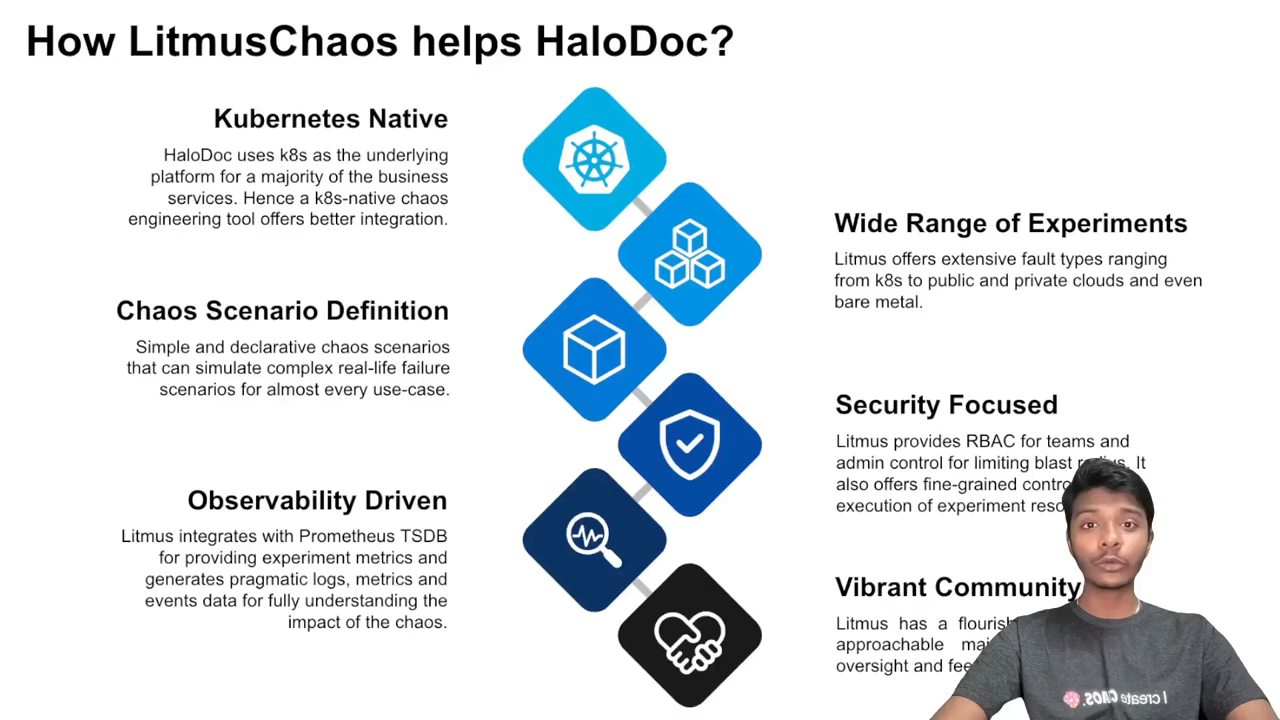 How LitmusChaos helps HaloDoc?
Kubernetes Native
HaloDoc uses k8s as the underlying
platform for a majority of the business
services. Hence a k8s-native chaos
engineering tool offers better integration.
Wide Range of Experiments
Litmus offers extensive fault types ranging
from k8s to public and private clouds and even
bare metal.
Chaos Scenario Definition
Simple and declarative chaos scenarios
that can simulate complex real-life failure
scenarios for almost every use-case.
Security Focused
Litmus provides RBAC for teams and
admin control for limiting blast radius. It
also offers fine-grained
execution of experiment
Observability Driven
Litmus integrates with Prometheus TSDB
for providing experiment metrics and
generates pragmatic logs, metrics and
events data for fully understanding the
impact of the chaos.
Vibrant Community
Litmus has a
approachable
oversight and
I create CAOS.